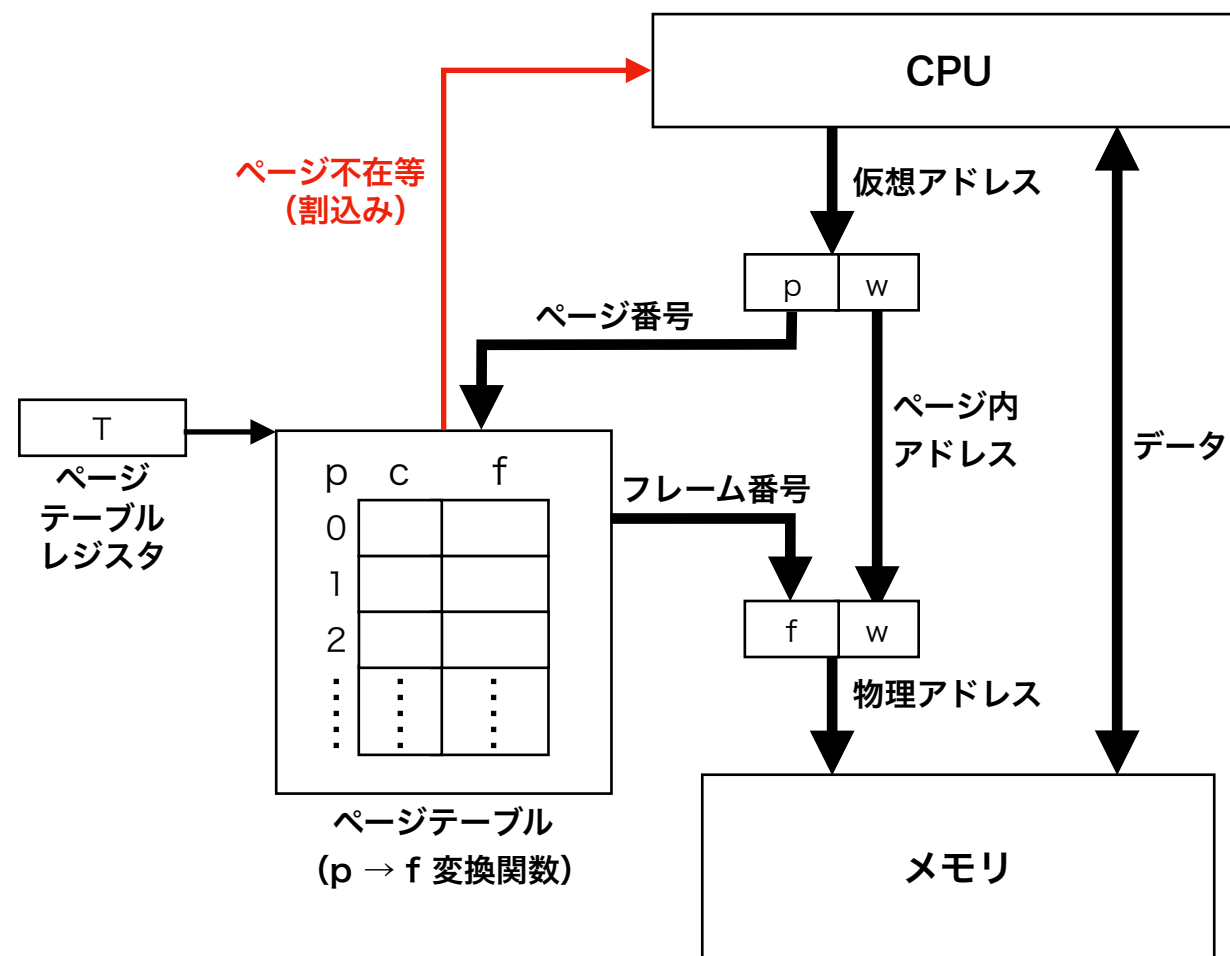 CPU
ページ不在等
（割込み）
仮想アドレス
p w
ページ番号
T
ページ
テーブル
レジスタ
ページ内
アドレス
データ
p c f
0
1
2
フレーム番号
f w
物理アドレス
ページテーブル
（p → f 変換関数）
メモリ